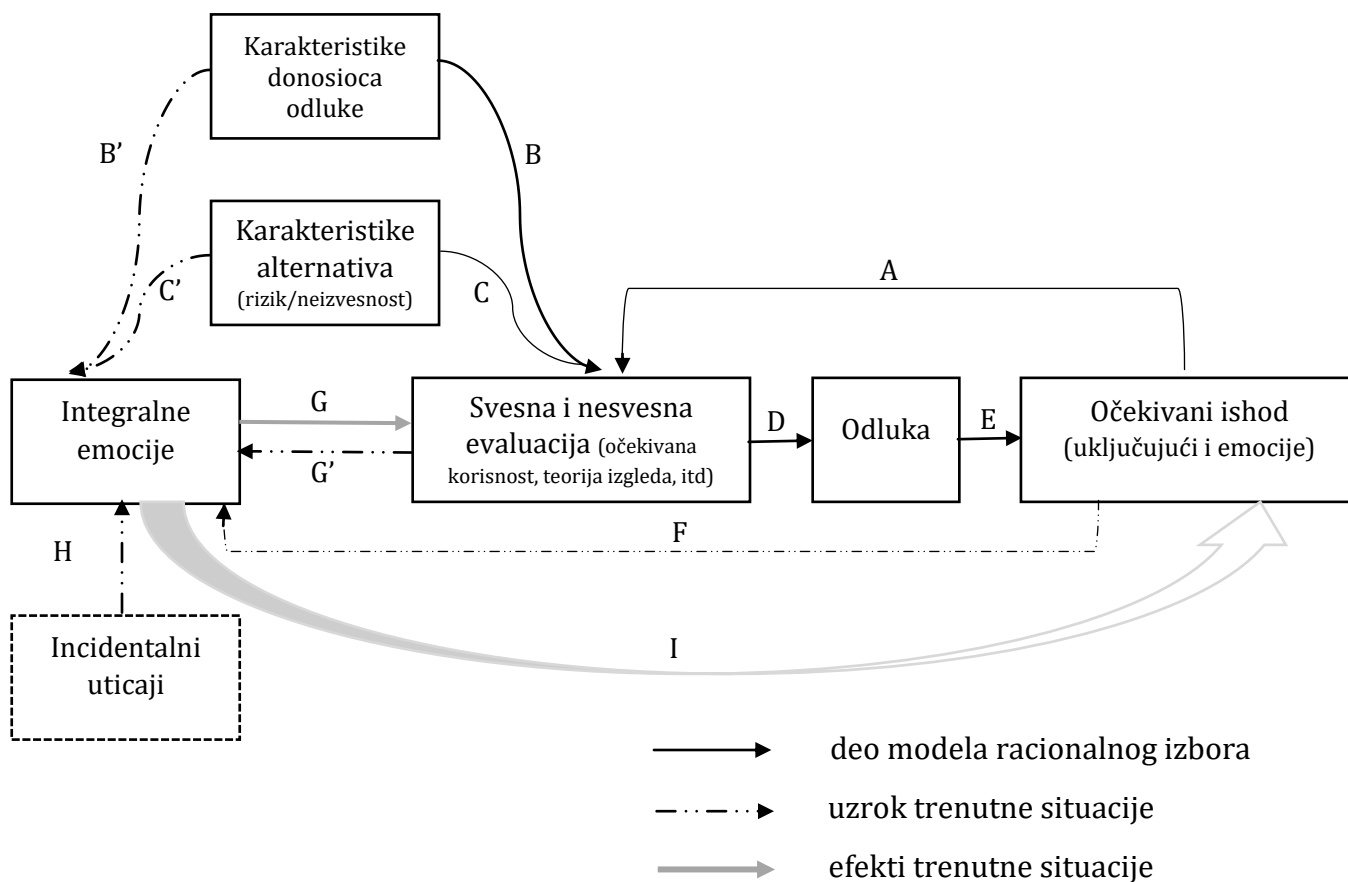 Karakteristike
donosioca
odluke
B’
B
Karakteristike
alternativa
(rizik/neizvesnost)
C’
C
A
Integralne
emocije
G
G’
Svesna i nesvesna
evaluacija (očekivana
korisnost, teorija izgleda, itd)
D
Odluka
E
Očekivani ishod
(uključujući i emocije)
F
H
Incidentalni
uticaji
I
deo modela racionalnog izbora
uzrok trenutne situacije
efekti trenutne situacije